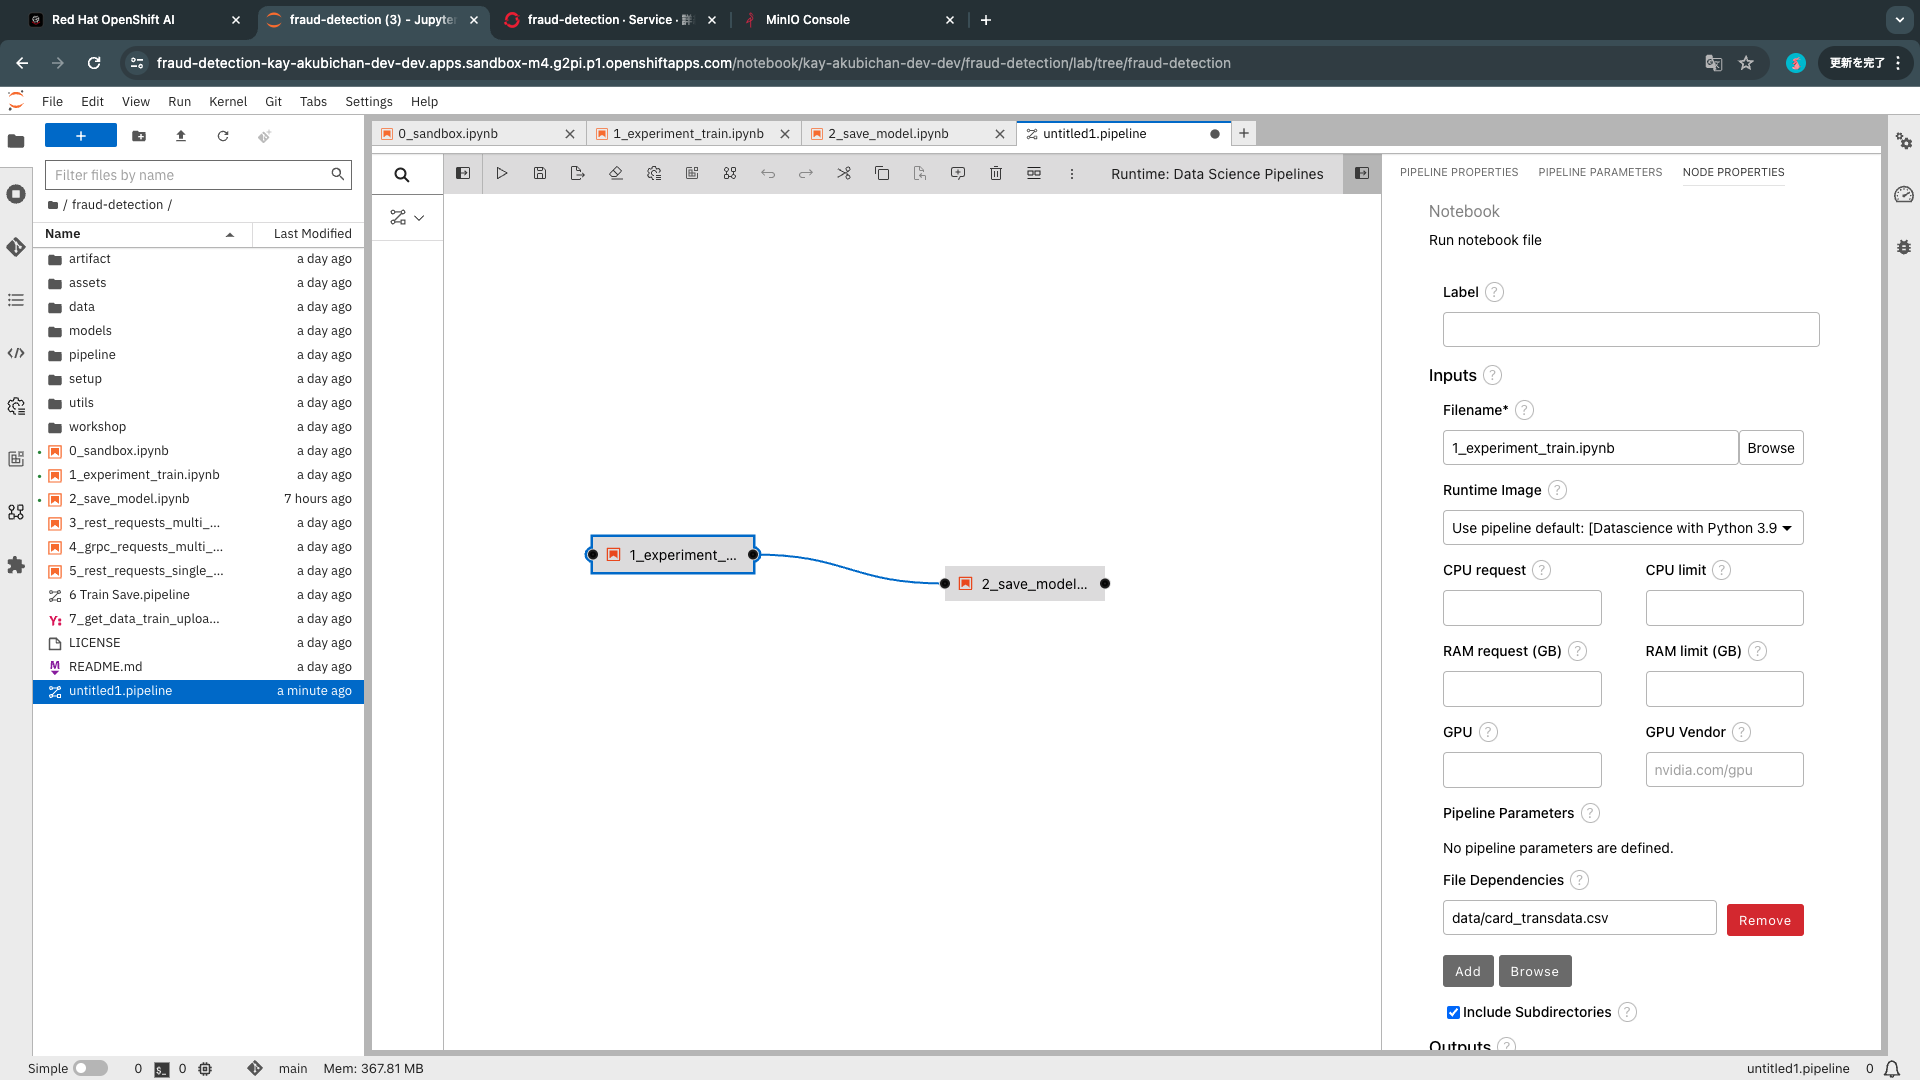 Red Hat OpenShift AI
fraud-detection (3) - Jupyte
fraud-detection · Service ·
MinIO Console
fraud-detection-kay-akubichan-dev-dev.apps.sandbox-m4.g2pi.p1.openshiftapps.com/notebook/kay-akubichan-dev-dev/fraud-detection/lab/tree/fraud-detection
更新を完了
File Edit View Run Kernel Git Tabs Settings Help
0_sandbox.ipynb
1_experiment_train.ipynb
2_save_model.ipynb
untitled1.pipeline
Filter files by name
/ fraud-detection /
Name Last Modified
artifact a day ago
assets a day ago
data a day ago
models a day ago
pipeline a day ago
setup a day ago
utils a day ago
workshop a day ago
0_sandbox.ipynb a day ago
1_experiment_train.ipynb a day ago
2_save_model.ipynb 7 hours ago
3_rest_requests_multi_... a day ago
4_grpc_requests_multi_... a day ago
5_rest_requests_single_... a day ago
6 Train Save.pipeline a day ago
Y: 7_get_data_train_uploa... a day ago
LICENSE a day ago
M README.md a day ago
untitled1.pipeline a minute ago
Runtime: Data Science Pipelines
1_experiment_...
2_save_model...
PIPELINE PROPERTIES PIPELINE PARAMETERS NODE PROPERTIES
Notebook
Run notebook file
Label ?
Inputs ?
Filename* ?
1_experiment_train.ipynb Browse
Runtime Image ?
Use pipeline default: [Datascience with Python 3.9
CPU request ? CPU limit ?
RAM request (GB) ? RAM limit (GB) ?
GPU ? GPU Vendor ?
nvidia.com/gpu
Pipeline Parameters ?
No pipeline parameters are defined.
File Dependencies ?
data/card_transdata.csv Remove
Add Browse
Include Subdirectories ?
Outputs ?
Simple 0 $_ 0 main Mem: 367.81 MB
untitled1.pipeline 0